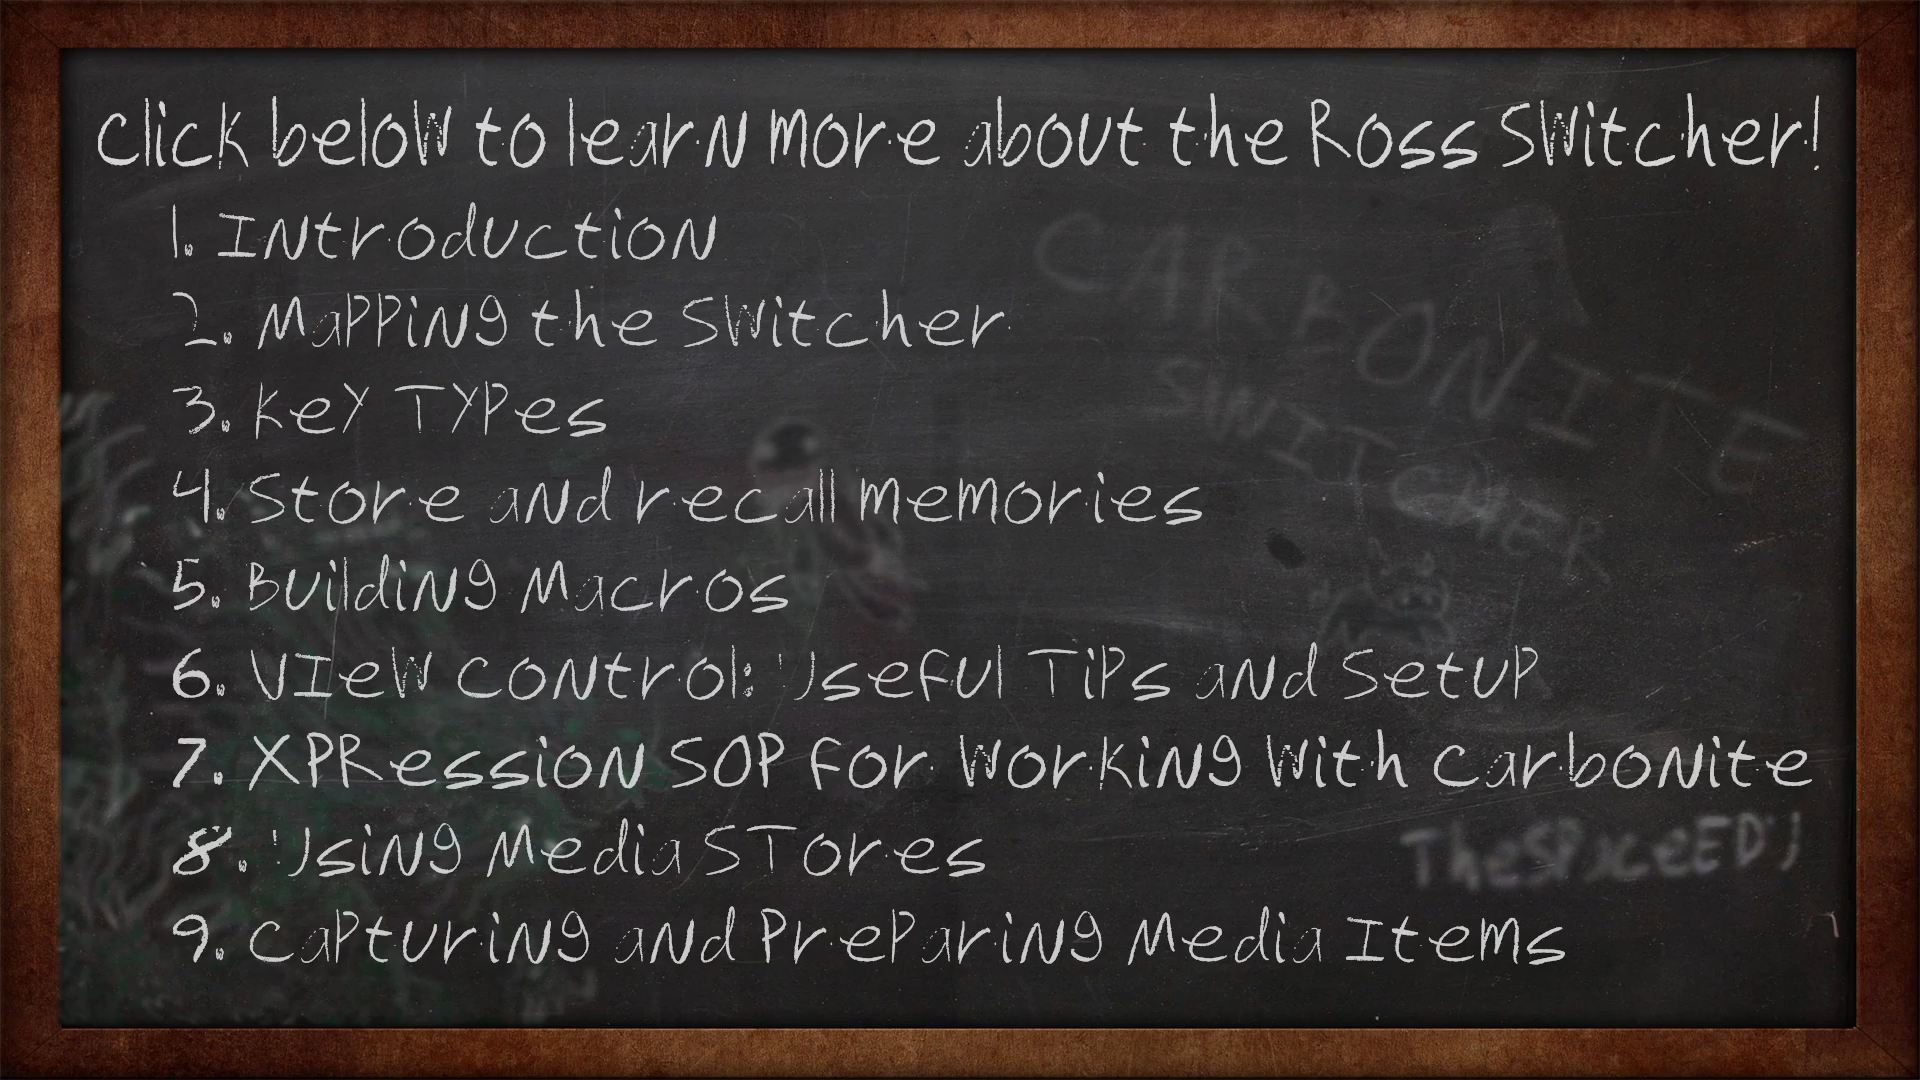 Click below to learn more about the Ross Switcher!
1. Introduction
2. Mapping the Switcher
3. Key Types
4. Store and recall memories
5. Building Macros
6. View Control: Useful Tips and Setup
7. XPRession SOP for Working With Carbonite
8. Using Media Stores
9. Capturing and Preparing Media Items
CARBONITE
SWITCHER